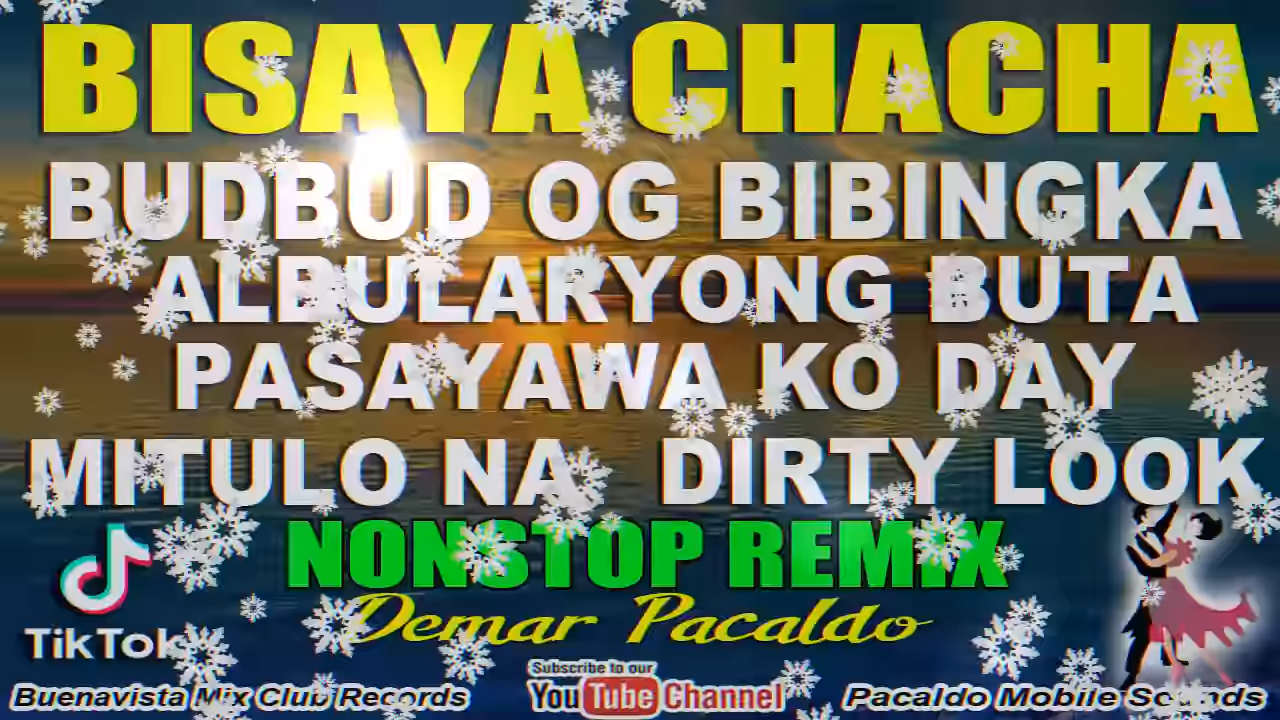 BISAYA CHACHA
BUDBUD OG BIBINGKA
ALBULARYONG BUTA
PASAYAWA KO DAY
MITULO NA DIRTY LOOK
NONSTOP REMIX
Demar Pacaldo
TikTok
Subscribe to our
YouTube Channel
Buenavista Mix Club Records
Pacaldo Mobile Sounds